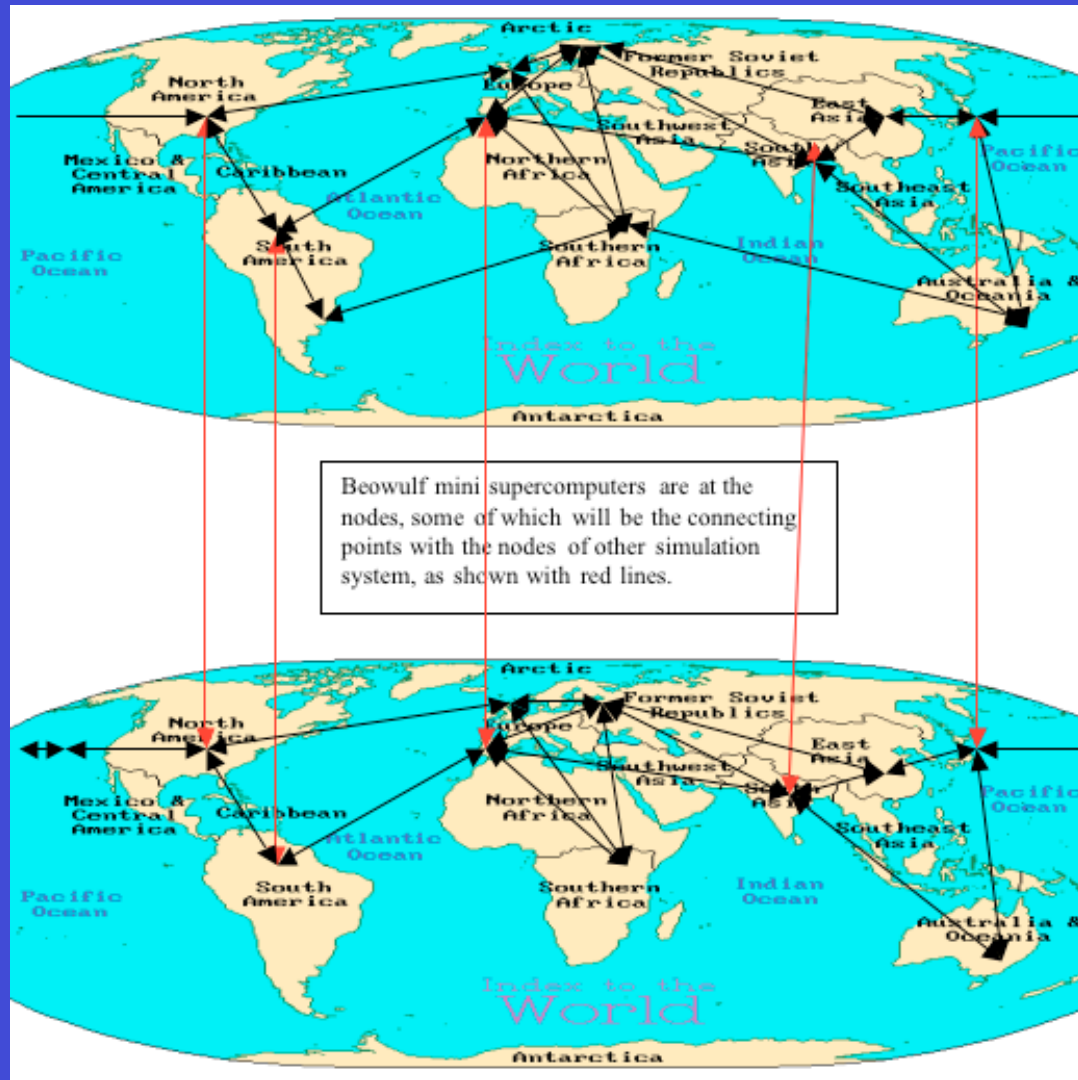 Arctic
North
America
Former Soviet
Republics
Europe
East
Asia
Southwest
Asia
South
Asia
Pacific
Ocean
Mexico &
Central
America
Caribbean
Northern
Africa
Atlantic
Ocean
Southeast
Asia
Pacific
Ocean
South
America
Southern
Africa
Indian
Ocean
Australia &
Oceania
Index to the
World
Antarctica
Beowulf mini supercomputers are at the
nodes, some of which will be the connecting
points with the nodes of other simulation
system, as shown with red lines.
Arctic
North
America
Former Soviet
Republics
Europe
East
Asia
Southwest
Asia
South
Asia
Pacific
Ocean
Mexico &
Central
America
Caribbean
Northern
Africa
Atlantic
Ocean
Southeast
Asia
Pacific
Ocean
South
America
Southern
Africa
Indian
Ocean
Australia &
Oceania
Index to the
World
Antarctica